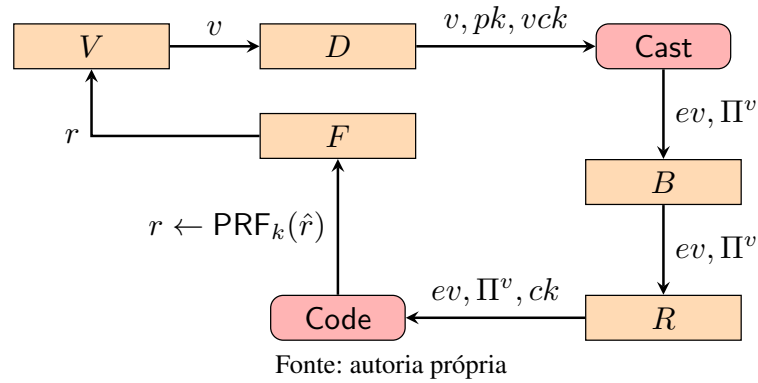 V
v
D
v, pk, vck
Cast
ev, Π^v
r
F
B
r ← PRF_k(r̂)
ev, Π^v
ev, Π^v, ck
Code
R
Fonte: autoria própria